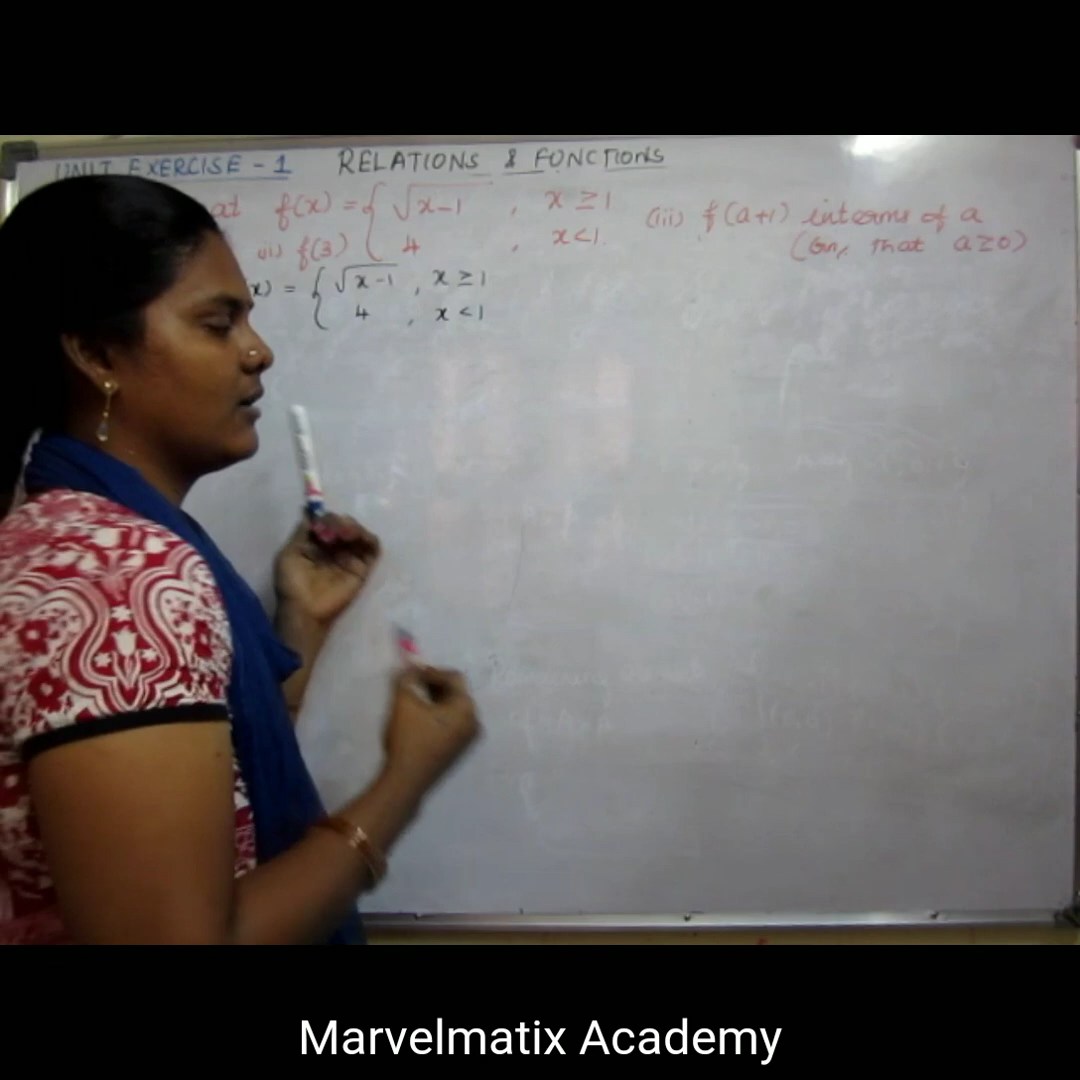 UNIT EXERCISE - 1 RELATIONS & FUNCTIONS
at f(x) = { √x-1 , x ≥ 1 (iii) f(a+1) interms of a
(ii) f(3) 4 , x < 1. (Gn. that a ≥ 0)
x) = { √x-1 , x ≥ 1
4 , x < 1
Marvelmatix Academy